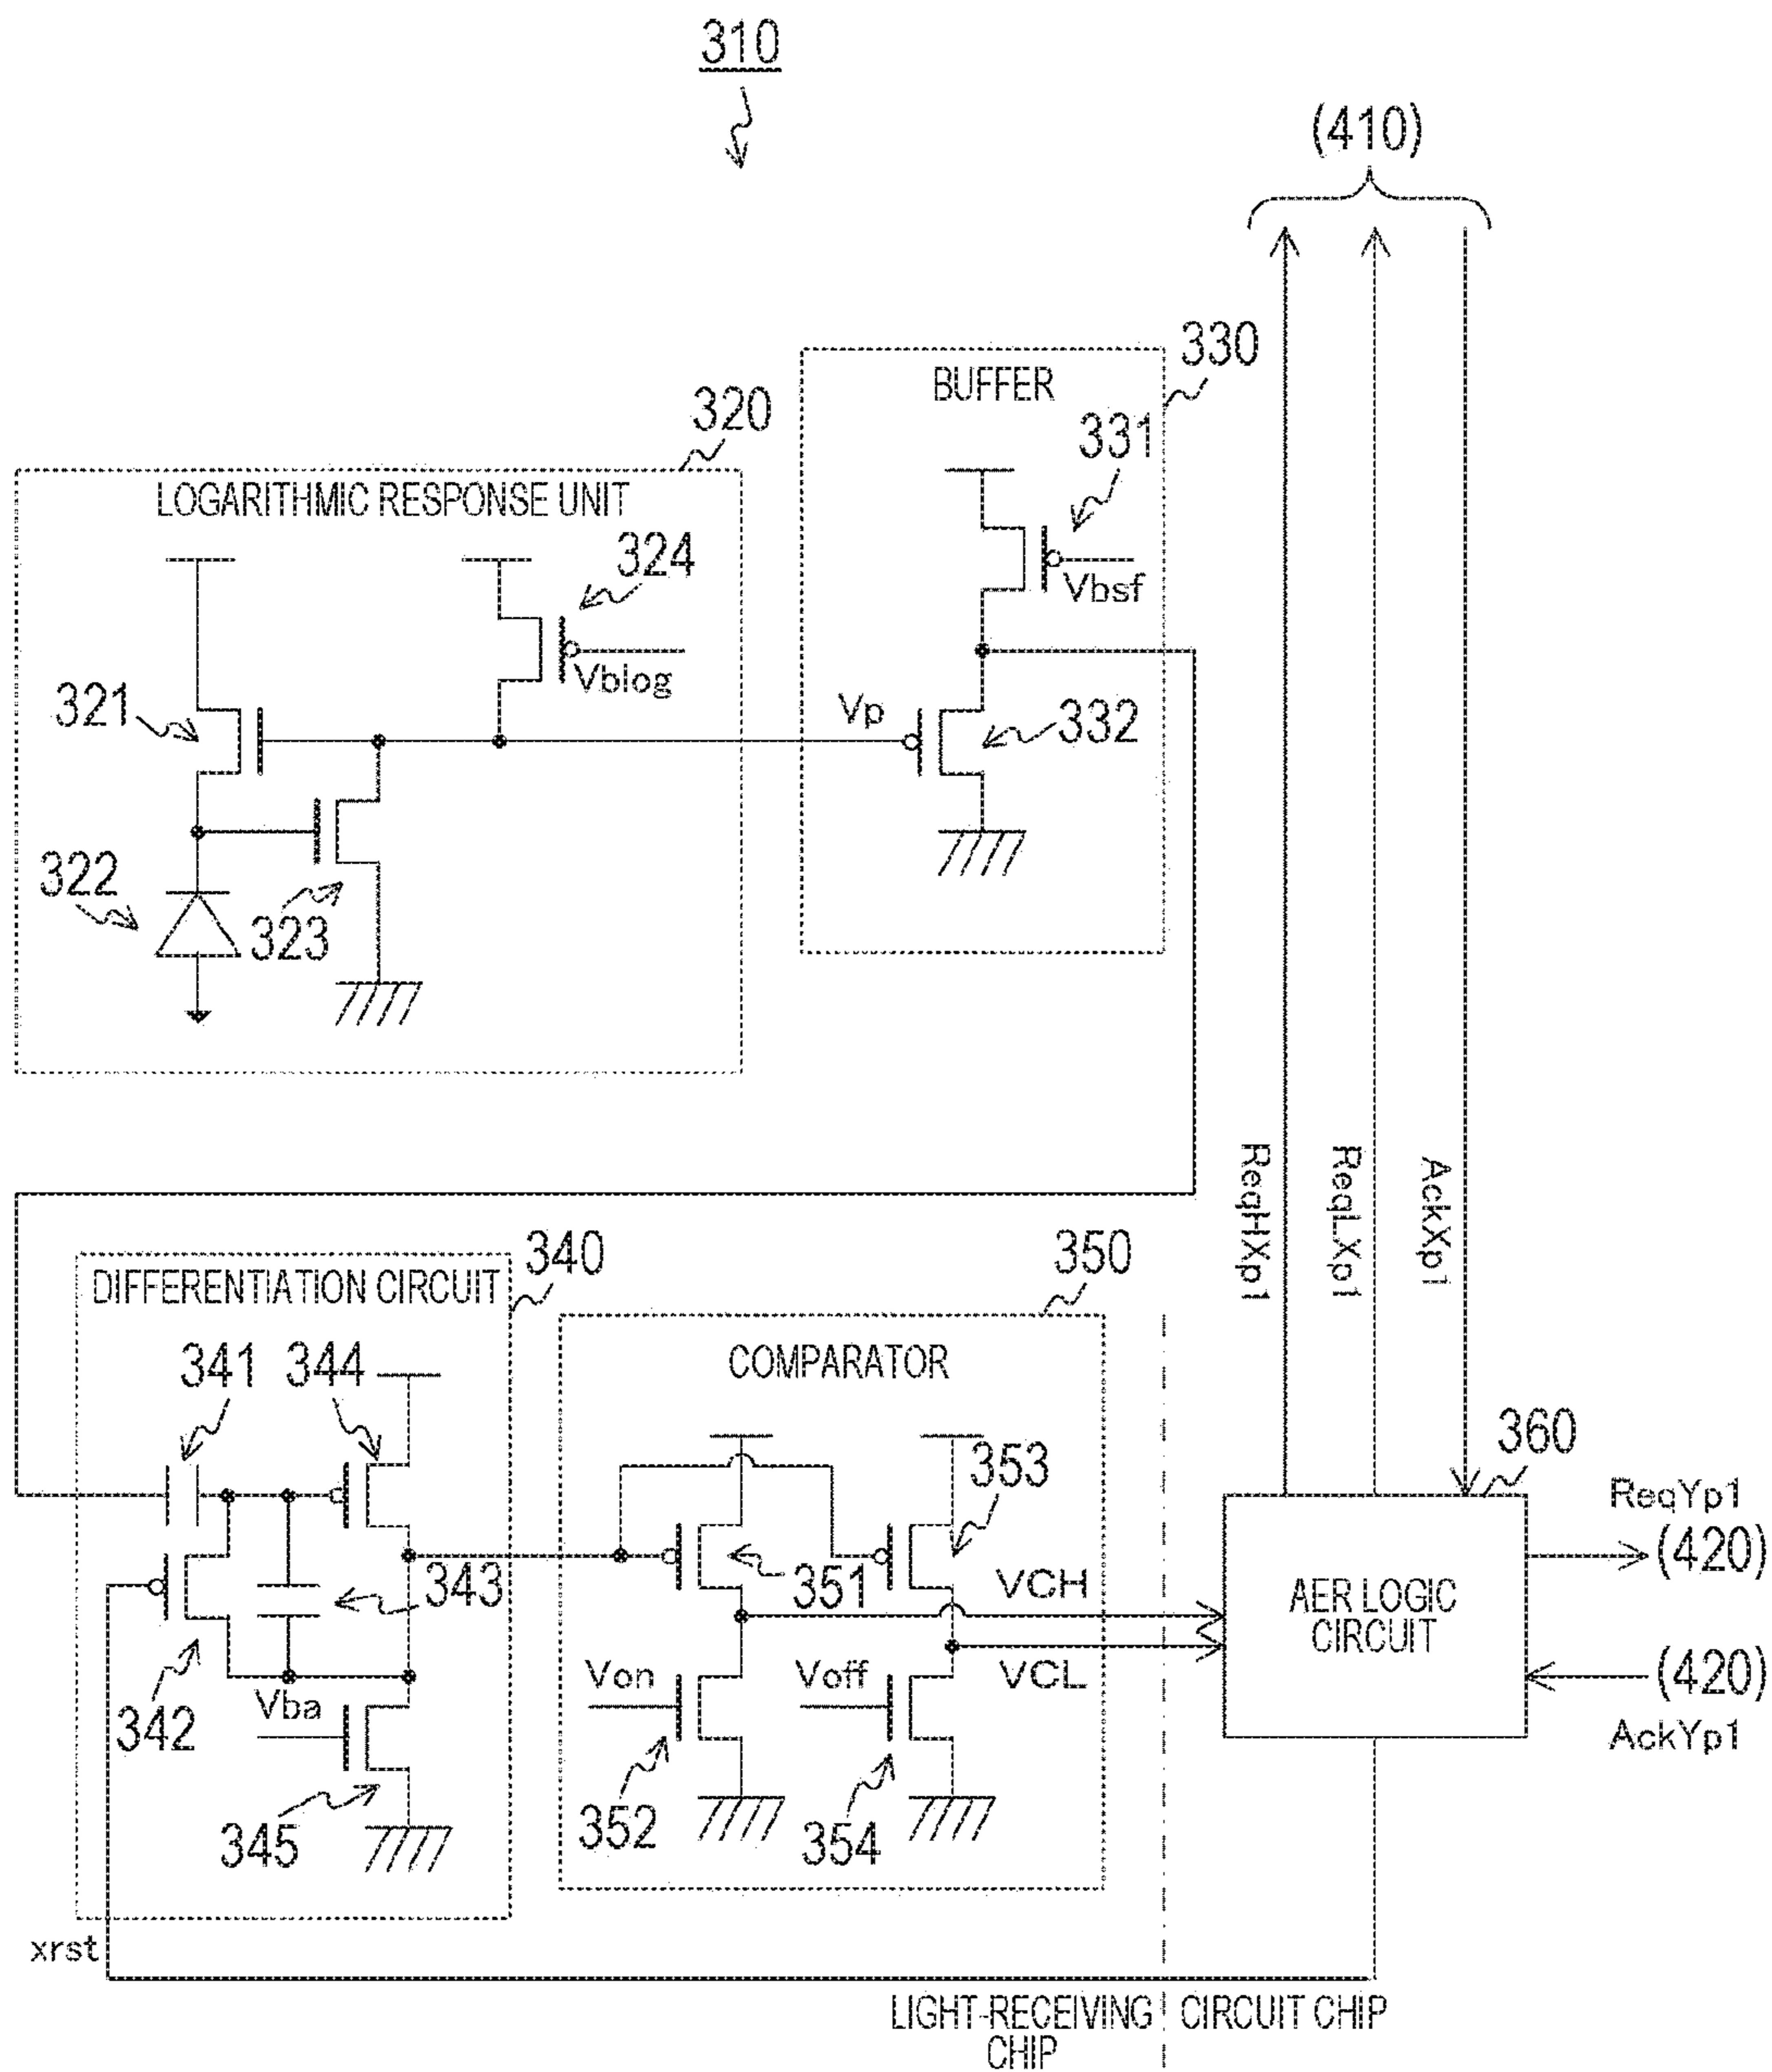 310
(410)
330
BUFFER
331
Vbsf
332
Vp
320
LOGARITHMIC RESPONSE UNIT
324
Vblog
321
322
323
ReqHXp1
ReqLXp1
AckXp1
340
DIFFERENTIATION CIRCUIT
341
344
343
342
Vba
345
xrst
350
COMPARATOR
353
351
VCH
Von
Voff
VCL
352
354
360
AER LOGIC
CIRCUIT
ReqYp1
(420)
(420)
AckYp1
LIGHT-RECEIVING
CHIP
CIRCUIT CHIP